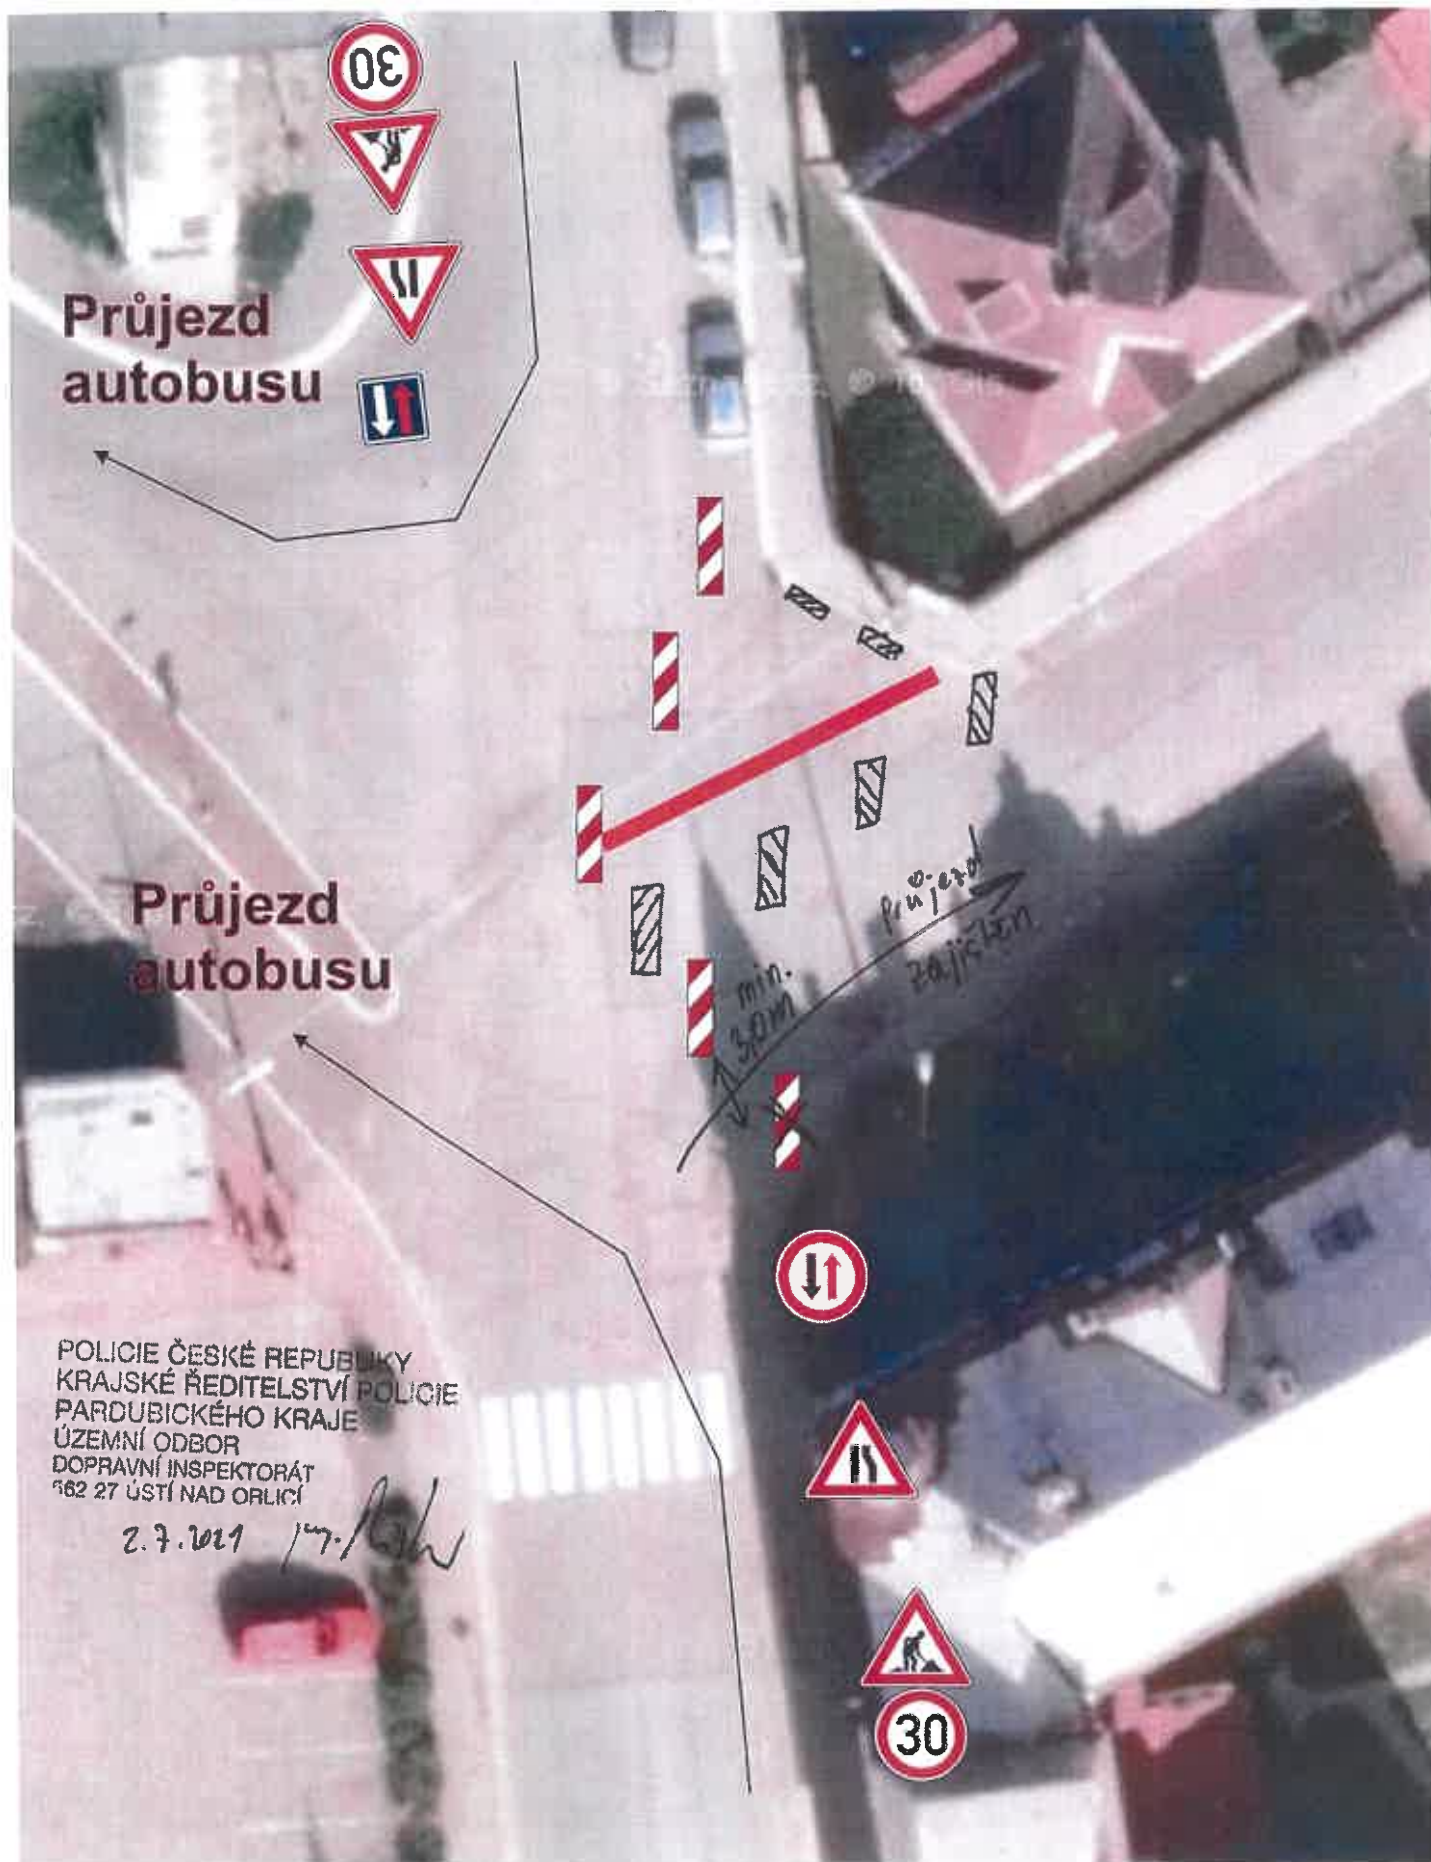 30
Průjezd
autobusu
Průjezd
autobusu
průjezd
zajištěn
min.
3,0m
POLICIE ČESKÉ REPUBLIKY
KRAJSKÉ ŘEDITELSTVÍ POLICIE
PARDUBICKÉHO KRAJE
ÚZEMNÍ ODBOR
DOPRAVNÍ INSPEKTORÁT
562 27 ÚSTÍ NAD ORLICÍ
2.7.2021
30